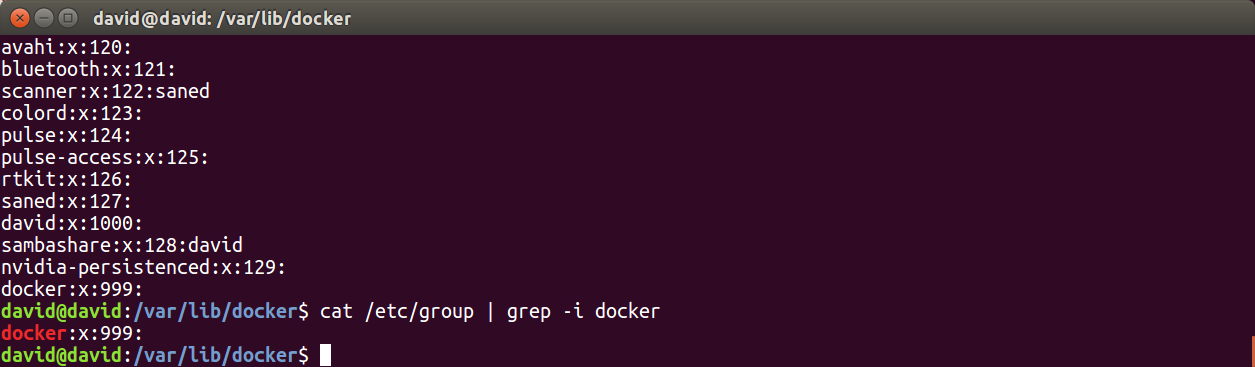 david@david: /var/lib/docker
avahi:x:120:
bluetooth:x:121:
scanner:x:122:saned
colord:x:123:
pulse:x:124:
pulse-access:x:125:
rtkit:x:126:
saned:x:127:
david:x:1000:
sambashare:x:128:david
nvidia-persistenced:x:129:
docker:x:999:
david@david:/var/lib/docker$ cat /etc/group | grep -i docker
docker:x:999:
david@david:/var/lib/docker$